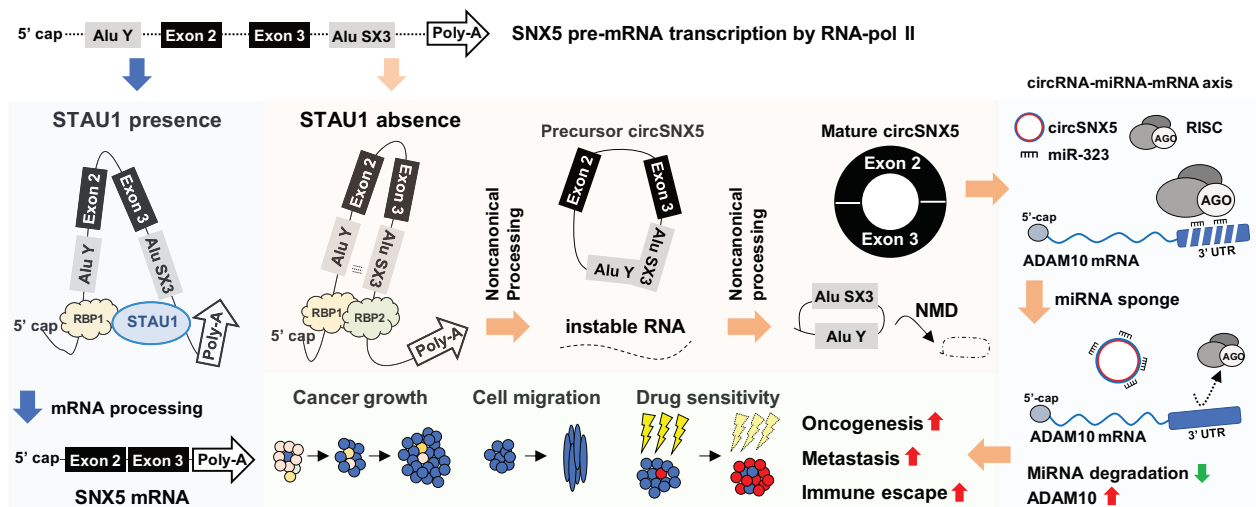 5' cap
Alu Y
Exon 2
Exon 3
Alu SX3
Poly-A
SNX5 pre-mRNA transcription by RNA-pol II
STAU1 presence
Exon 2
Exon 3
Alu Y
Alu SX3
RBP1
STAU1
5' cap
Poly-A
mRNA processing
5' cap
Exon 2
Exon 3
Poly-A
SNX5 mRNA
STAU1 absence
Exon 2
Exon 3
Alu Y
Alu SX3
RBP1
RBP2
5' cap
Poly-A
Noncanonical
Processing
Precursor circSNX5
Exon 2
Exon 3
Alu Y
Alu SX3
instable RNA
Noncanonical
processing
Mature circSNX5
Exon 2
Exon 3
Alu SX3
Alu Y
NMD
circRNA-miRNA-mRNA axis
circSNX5
RISC
AGO
miR-323
AGO
5'-cap
ADAM10 mRNA
3' UTR
miRNA sponge
AGO
5'-cap
ADAM10 mRNA
3' UTR
MiRNA degradation
ADAM10
Cancer growth
Cell migration
Drug sensitivity
Oncogenesis
Metastasis
Immune escape